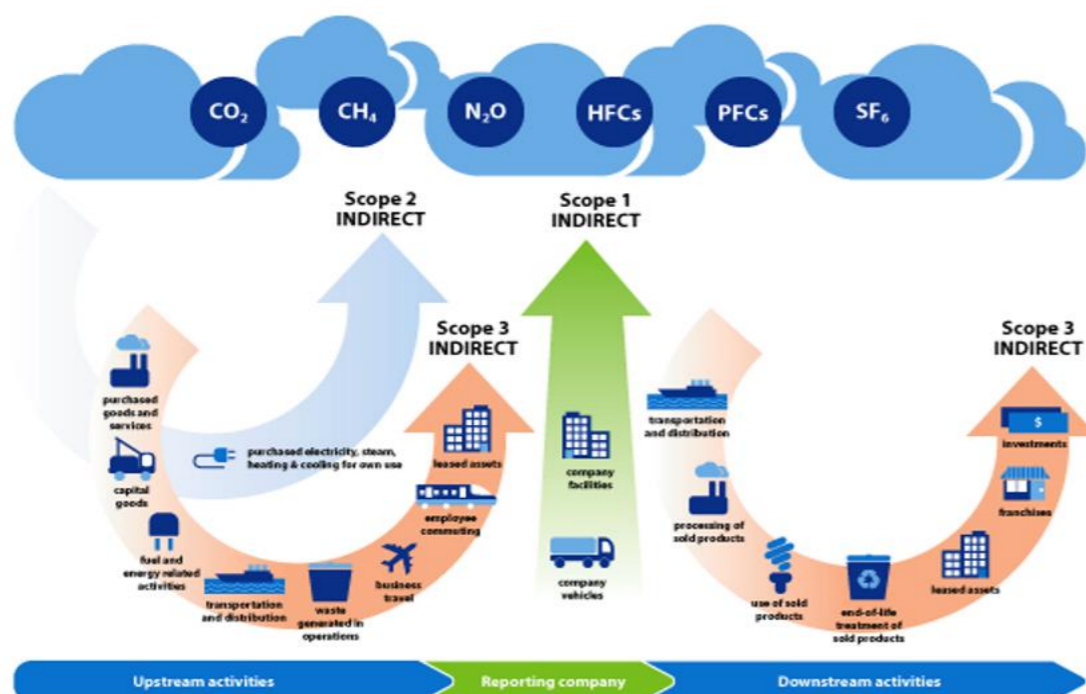 CO₂
CH₄
N₂O
HFCs
PFCs
SF₆
Scope 2
INDIRECT
Scope 1
INDIRECT
Scope 3
INDIRECT
Scope 3
INDIRECT
purchased
goods and
services
capital
goods
fuel and
energy related
activities
purchased electricity, steam,
heating & cooling for own use
transportation
and distribution
waste
generated in
operations
business
travel
employee
commuting
leased assets
company
facilities
company
vehicles
transportation
and distribution
processing of
sold products
use of sold
products
end-of-life
treatment of
sold products
leased assets
franchises
$
investments
Upstream activities
Reporting company
Downstream activities